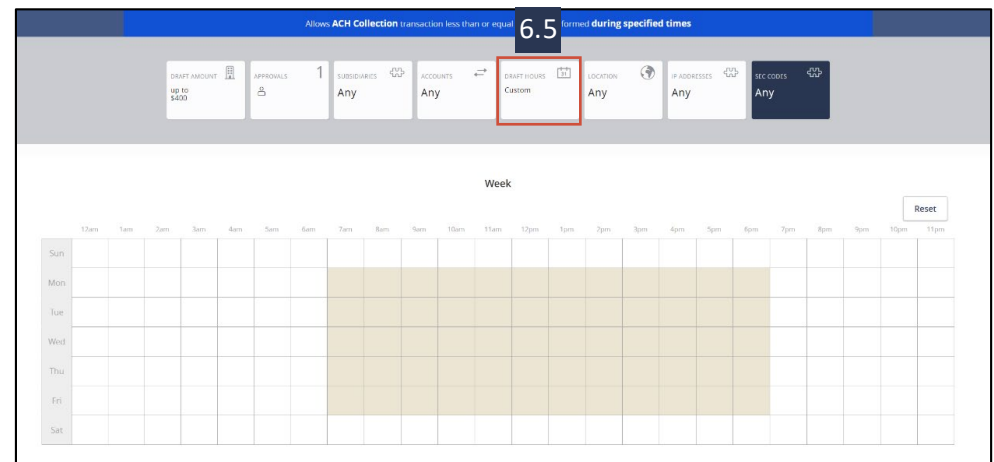 Allows ACH Collection transaction less than or equal 6.5 formed during specified times
DRAFT AMOUNT
up to
$400
APPROVALS 1
SUBSIDIARIES
Any
ACCOUNTS
Any
DRAFT HOURS 31
Custom
LOCATION
Any
IP ADDRESSES
Any
SEC CODES
Any
Week
Reset
12am 1am 2am 3am 4am 5am 6am 7am 8am 9am 10am 11am 12pm 1pm 2pm 3pm 4pm 5pm 6pm 7pm 8pm 9pm 10pm 11pm
Sun
Mon
Tue
Wed
Thu
Fri
Sat